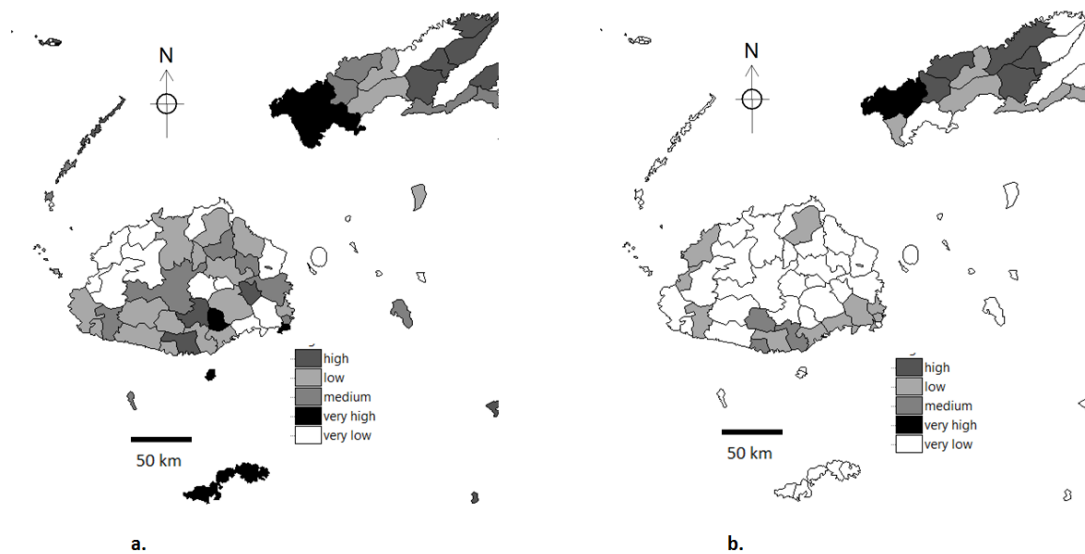 N
high
low
medium
very high
very low
50 km
a.
N
high
low
medium
very high
very low
50 km
b.